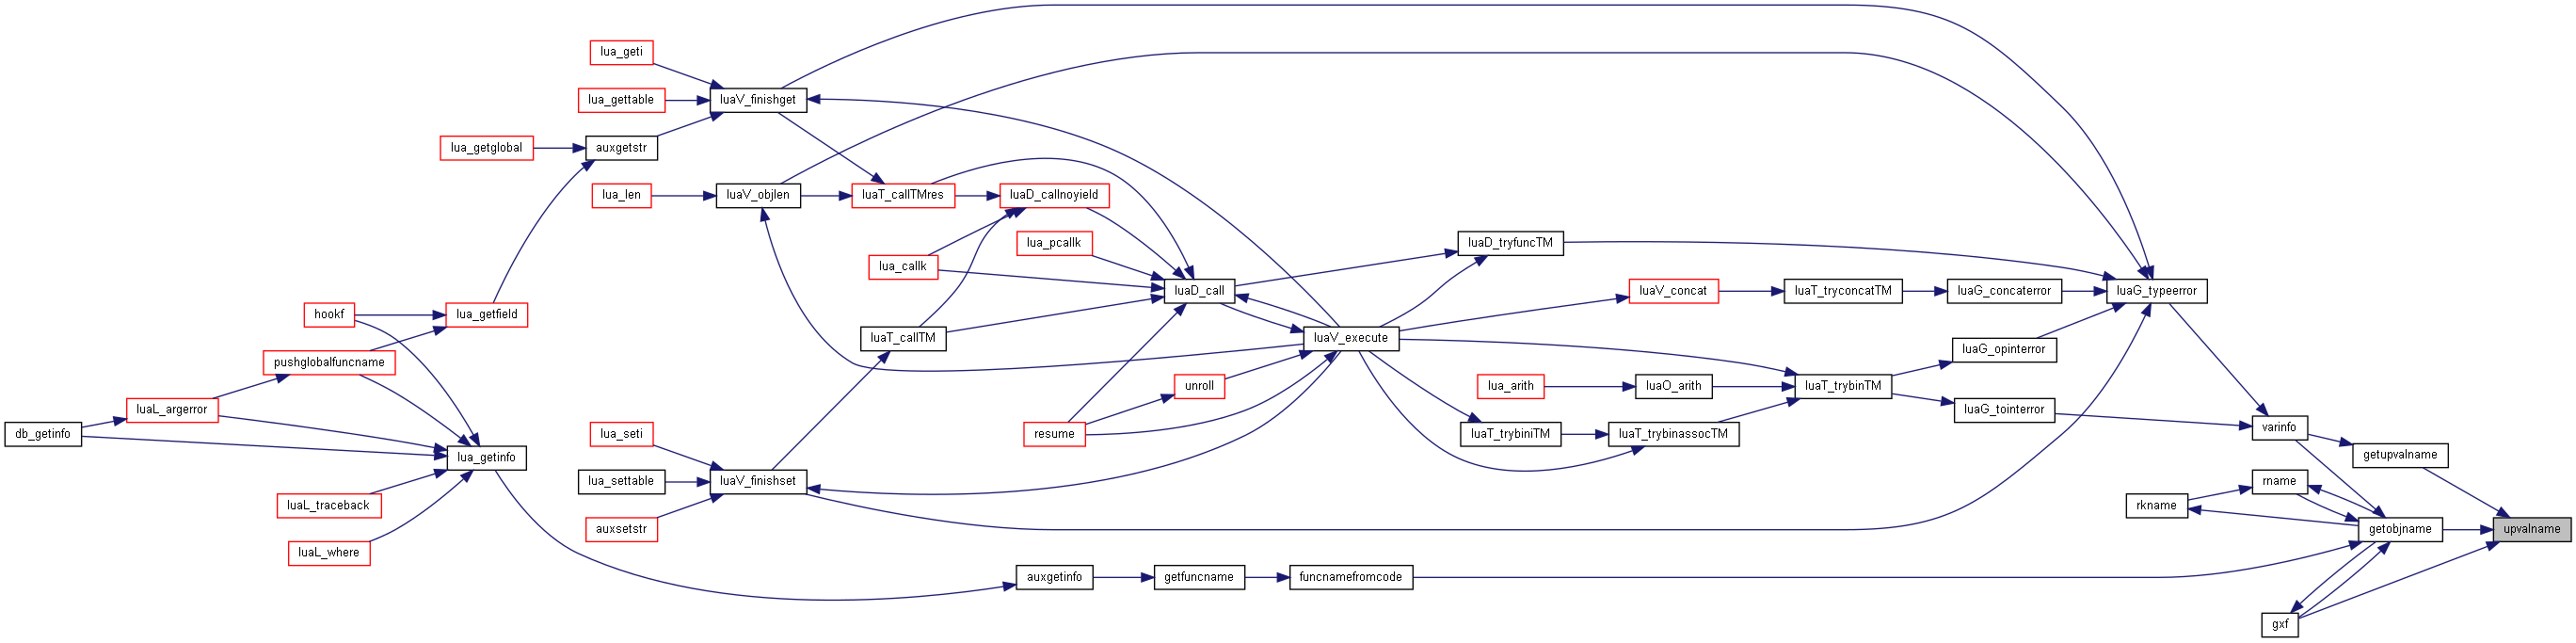 lua_geti
lua_gettable
luaV_finishget
lua_getglobal
auxgetstr
lua_len
luaV_objlen
luaT_callTMres
luaD_callnoyield
lua_pcallk
luaD_tryfuncTM
lua_callk
luaD_call
luaV_concat
luaT_tryconcatTM
luaG_concaterror
luaG_typeerror
hookf
lua_getfield
luaT_callTM
luaV_execute
luaG_opinterror
pushglobalfuncname
unroll
lua_arith
luaO_arith
luaT_trybinTM
luaL_argerror
luaG_tointerror
varinfo
db_getinfo
lua_getinfo
lua_seti
resume
luaT_trybiniTM
luaT_trybinassocTM
getupvalname
lua_settable
luaV_finishset
rname
luaL_traceback
rkname
auxsetstr
getobjname
upvalname
luaL_where
auxgetinfo
getfuncname
funcnamefromcode
gxf